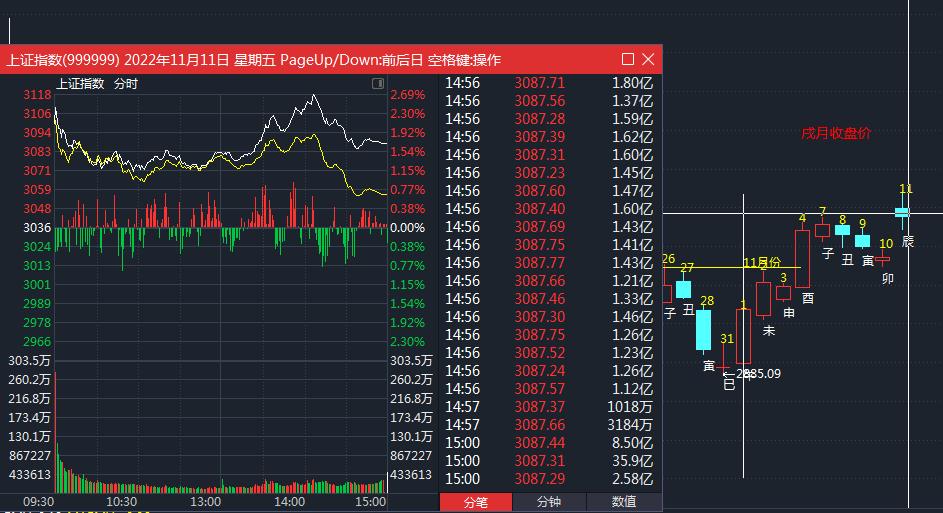 上证指数(999999) 2022年11月11日 星期五 PageUp/Down:前后日 空格键:操作
上证指数 分时
3118 2.69%
3106 2.30%
3094 1.92%
3083 1.54%
3071 1.15%
3059 0.77%
3048 0.38%
3036 0.00%
3024 0.38%
3013 0.77%
3001 1.15%
2989 1.54%
2978 1.92%
2966 2.30%
303.5万 303.5万
260.2万 260.2万
216.8万 216.8万
173.4万 173.4万
130.1万 130.1万
867227 867227
433613 433613
09:30 10:30 13:00 14:00 15:00
14:56 3087.71 1.80亿
14:56 3087.56 1.37亿
14:56 3087.28 1.59亿
14:56 3087.39 1.62亿
14:56 3087.31 1.60亿
14:56 3087.23 1.45亿
14:56 3087.60 1.47亿
14:56 3087.40 1.60亿
14:56 3087.69 1.43亿
14:56 3087.75 1.41亿
14:56 3087.77 1.43亿
14:56 3087.66 1.21亿
14:56 3087.46 1.33亿
14:56 3087.30 1.46亿
14:56 3087.75 1.26亿
14:56 3087.52 1.23亿
14:56 3087.24 1.26亿
14:56 3087.57 1.12亿
14:57 3087.37 1018万
14:57 3087.66 3184万
15:00 3087.44 8.50亿
15:00 3087.31 35.9亿
15:00 3087.29 2.58亿
分笔 分钟 数值
戌月收盘价
11月份
26 27 28 31 1 2 3 4 7 8 9 10 11
子 丑 寅 巳 未 申 酉 子 丑 寅 卯 辰
2885.09